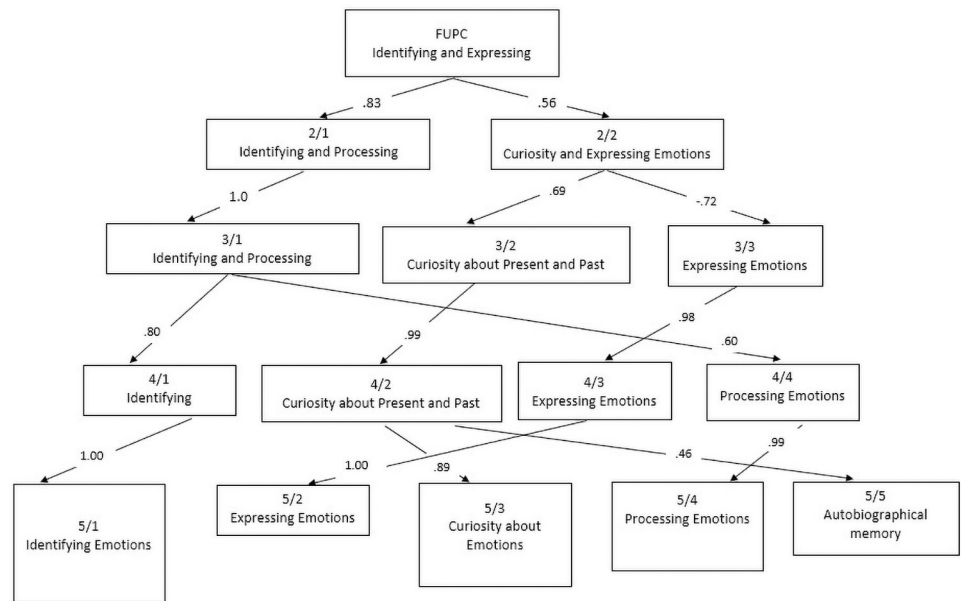 FUPC
Identifying and Expressing
.83
.56
2/1
Identifying and Processing
2/2
Curiosity and Expressing Emotions
1.0
.69
-.72
3/1
Identifying and Processing
3/2
Curiosity about Present and Past
3/3
Expressing Emotions
.80
.99
.98
.60
4/1
Identifying
4/2
Curiosity about Present and Past
4/3
Expressing Emotions
4/4
Processing Emotions
1.00
1.00
.89
.46
.99
5/1
Identifying Emotions
5/2
Expressing Emotions
5/3
Curiosity about
Emotions
5/4
Processing Emotions
5/5
Autobiographical
memory